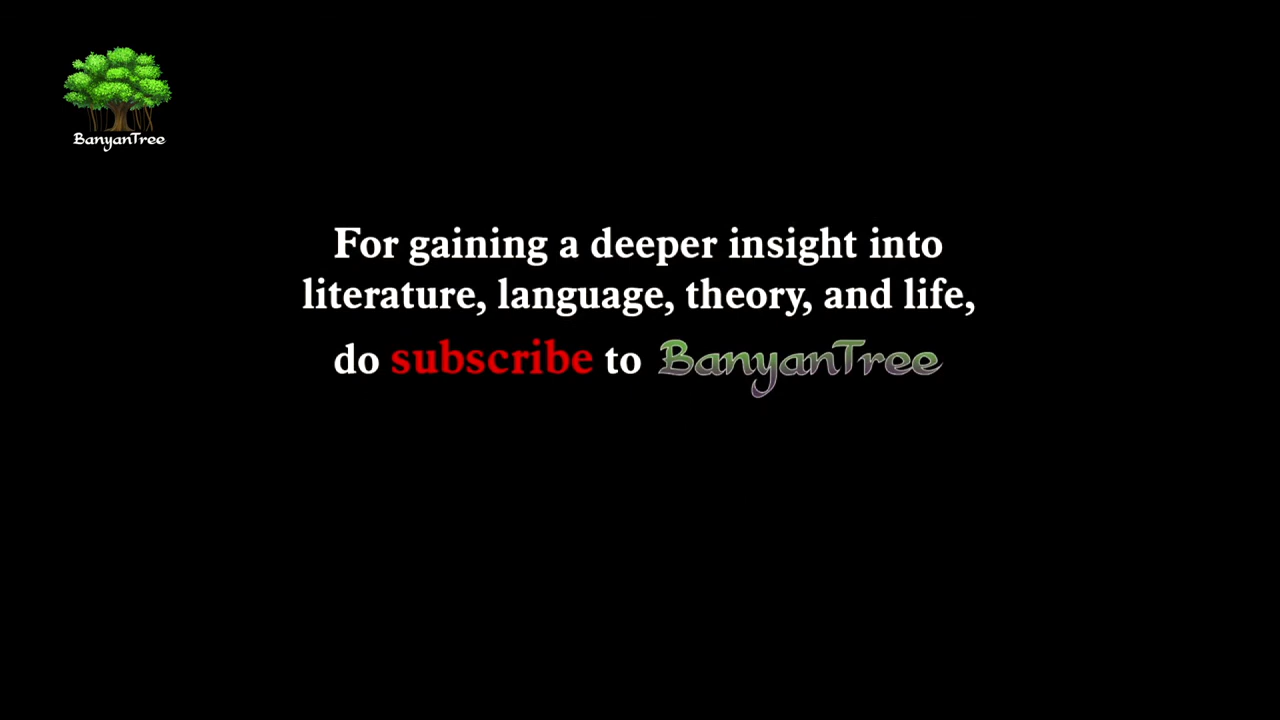 BanyanTree
For gaining a deeper insight into
literature, language, theory, and life,
do subscribe to BanyanTree